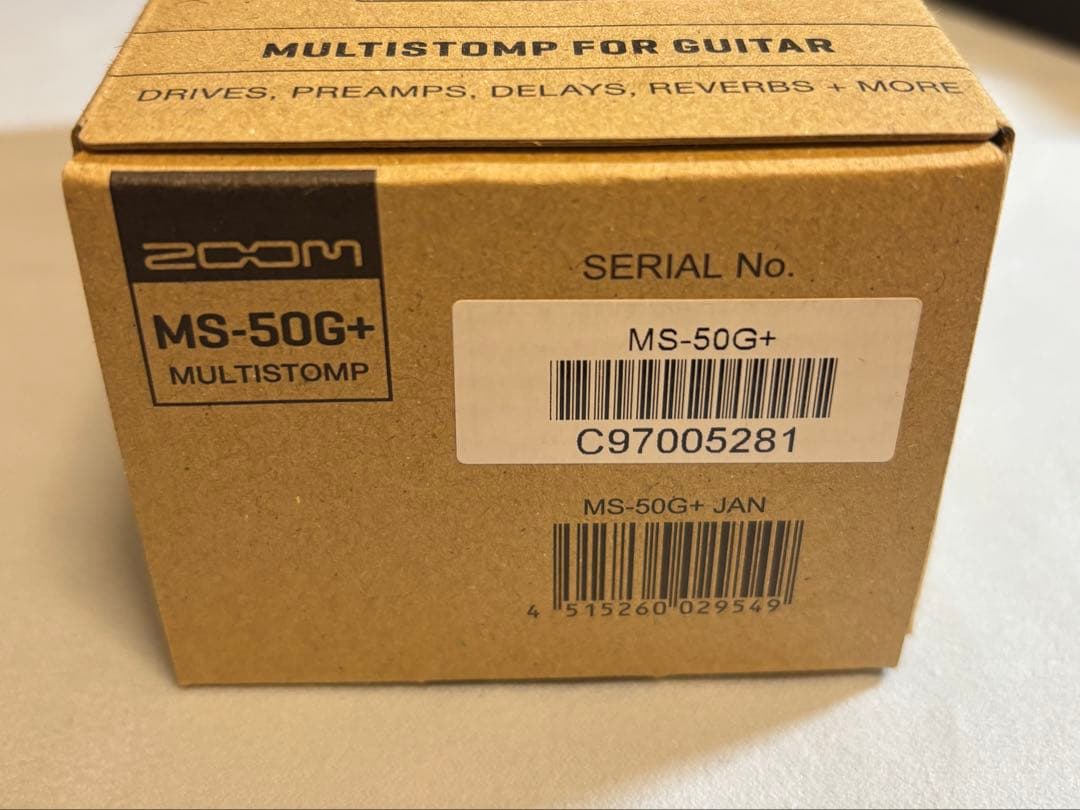 MULTISTOMP FOR GUITAR
DRIVES, PREAMPS, DELAYS, REVERBS + MORE
ZOOM
MS-50G+
MULTISTOMP
SERIAL No.
MS-50G+
C97005281
MS-50G+ JAN
4 515260 029549